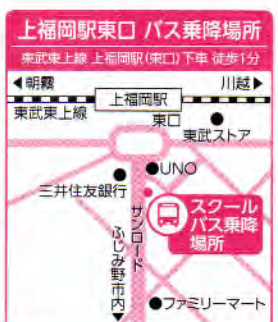 上福岡駅東口 バス乗降場所
東武東上線 上福岡駅(東口)下車 徒歩1分
◀朝霞
川越▶
上福岡駅
東武東上線
東口
東武ストア
UNO
三井住友銀行
サンロード
スクール
バス乗降
場所
ふじみ野市内▼
ファミリーマート